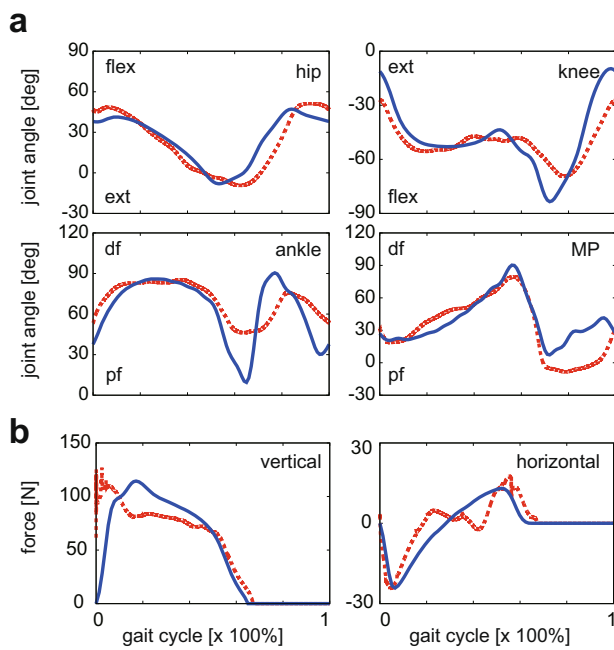 a
90
60
30
0
-30
joint angle [deg]
flex
hip
ext
0
-30
-60
-90
ext
knee
flex
120
90
60
30
0
joint angle [deg]
df
ankle
pf
120
90
60
30
0
-30
df
MP
pf
b
150
100
50
0
force [N]
vertical
0
1
gait cycle [x 100%]
30
0
-30
horizontal
0
1
gait cycle [x 100%]